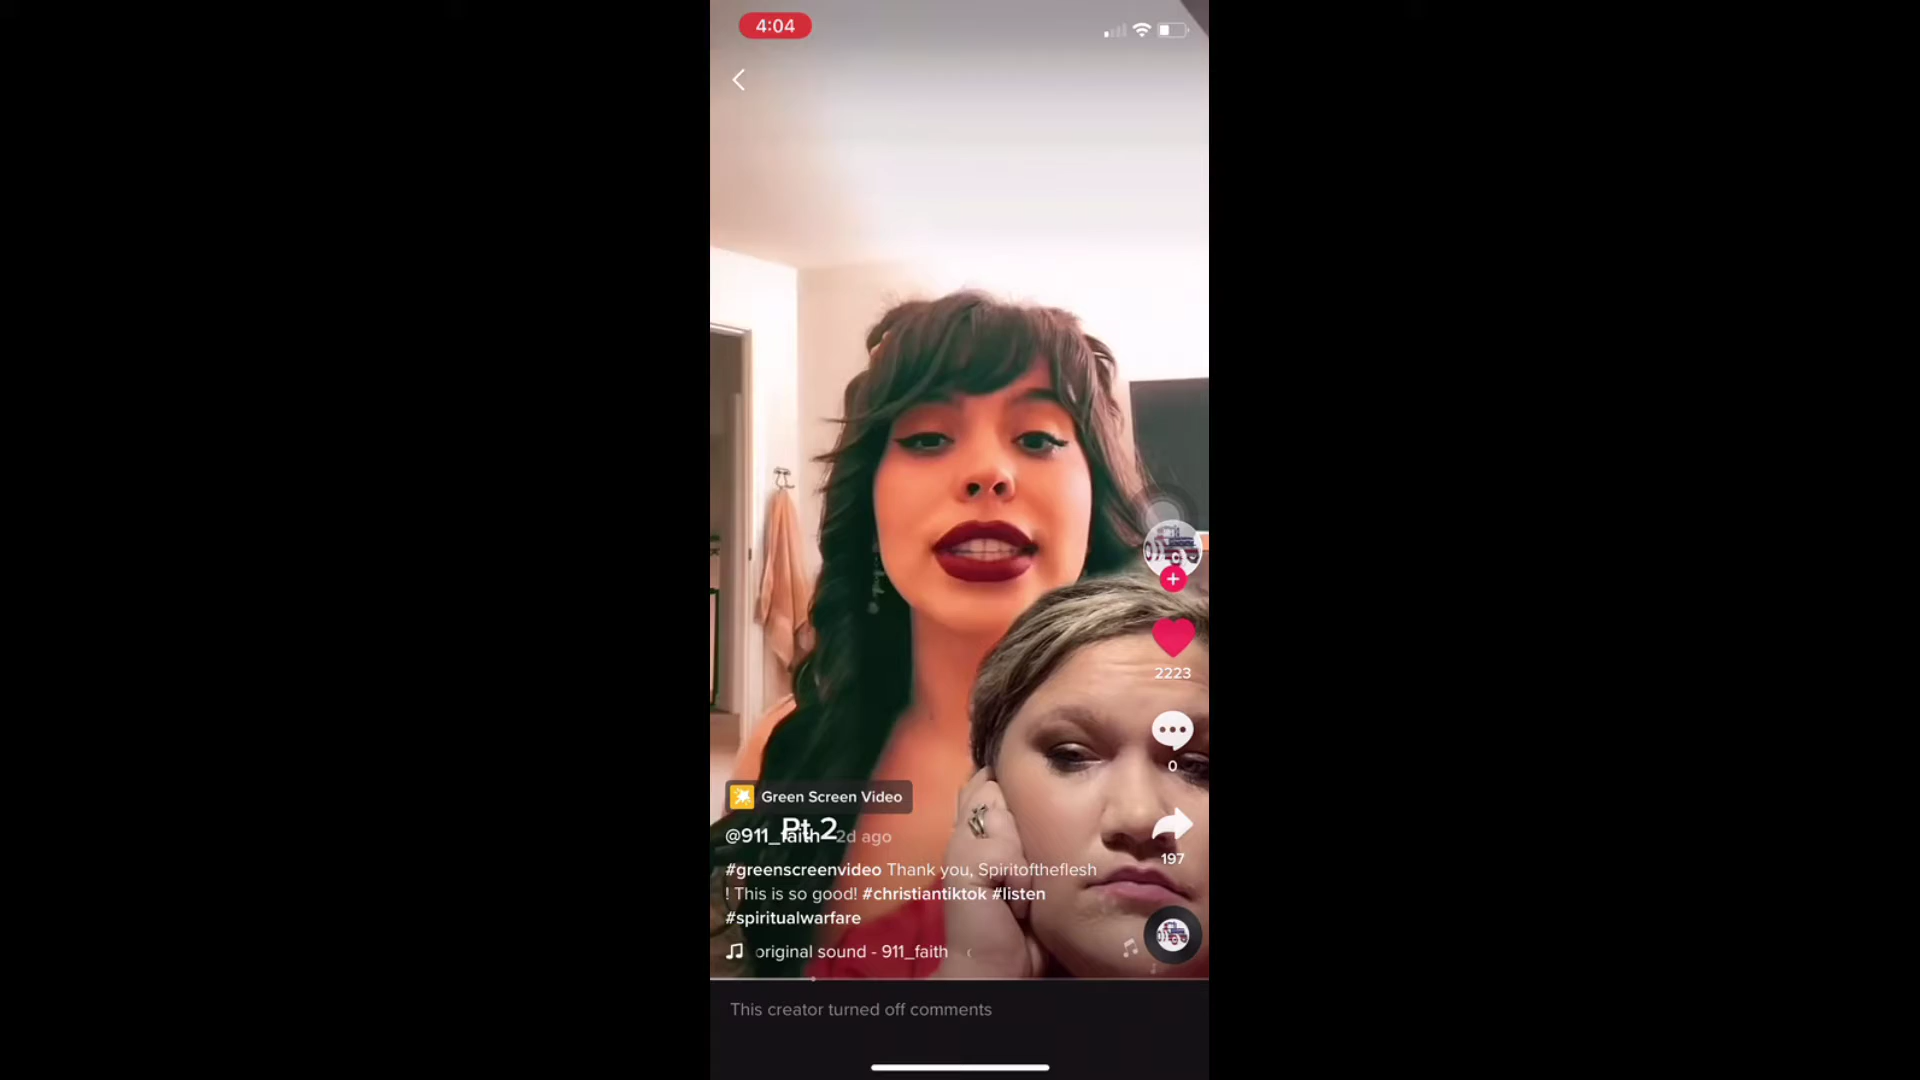 4:04
Green Screen Video
Pt 2
@911_faith 2d ago
#greenscreenvideo Thank you, Spiritoftheflesh
! This is so good! #christiantiktok #listen
#spiritualwarfare
original sound - 911_faith
2223
0
197
This creator turned off comments